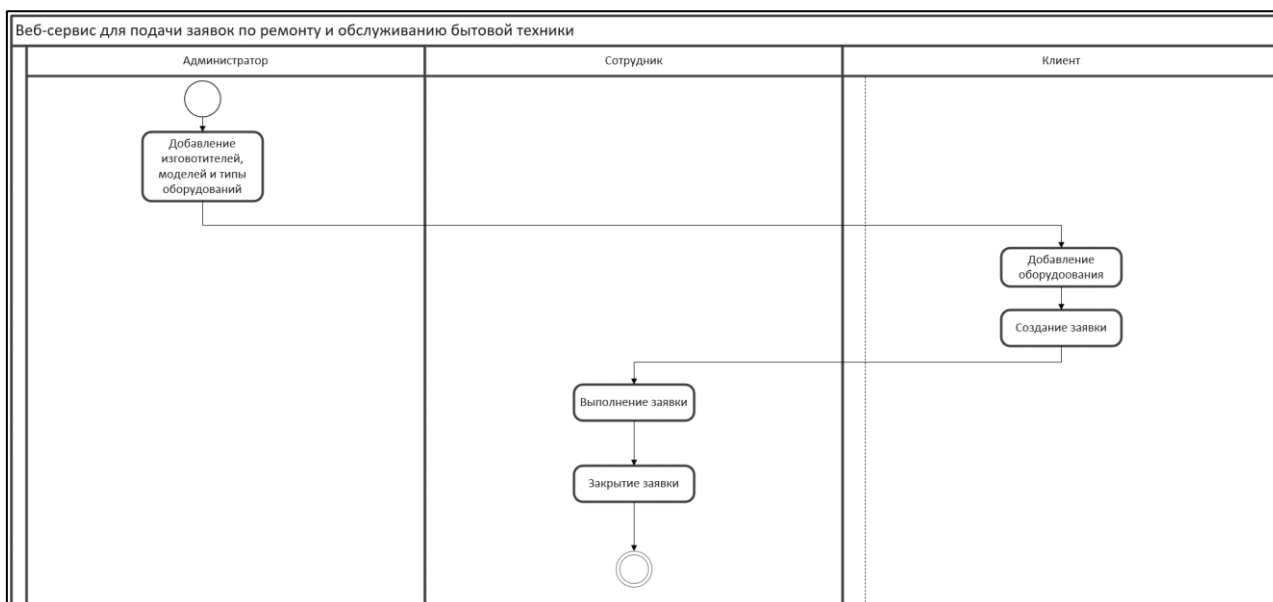 Веб-сервис для подачи заявок по ремонту и обслуживанию бытовой техники
Администратор
Сотрудник
Клиент
Добавление
изговотителей,
моделей и типы
оборудований
Добавление
оборудоования
Создание заявки
Выполнение заявки
Закрытие заявки